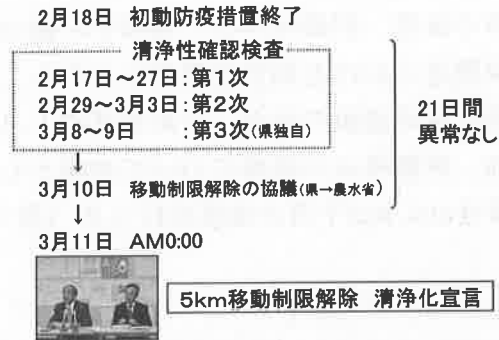 2月18日 初動防疫措置終了
清浄性確認検査
2月17日～27日:第1次
2月29～3月3日:第2次
3月8～9日 :第3次(県独自)
21日間
異常なし
↓
3月10日 移動制限解除の協議(県→農水省)
↓
3月11日 AM0:00
5km移動制限解除 清浄化宣言